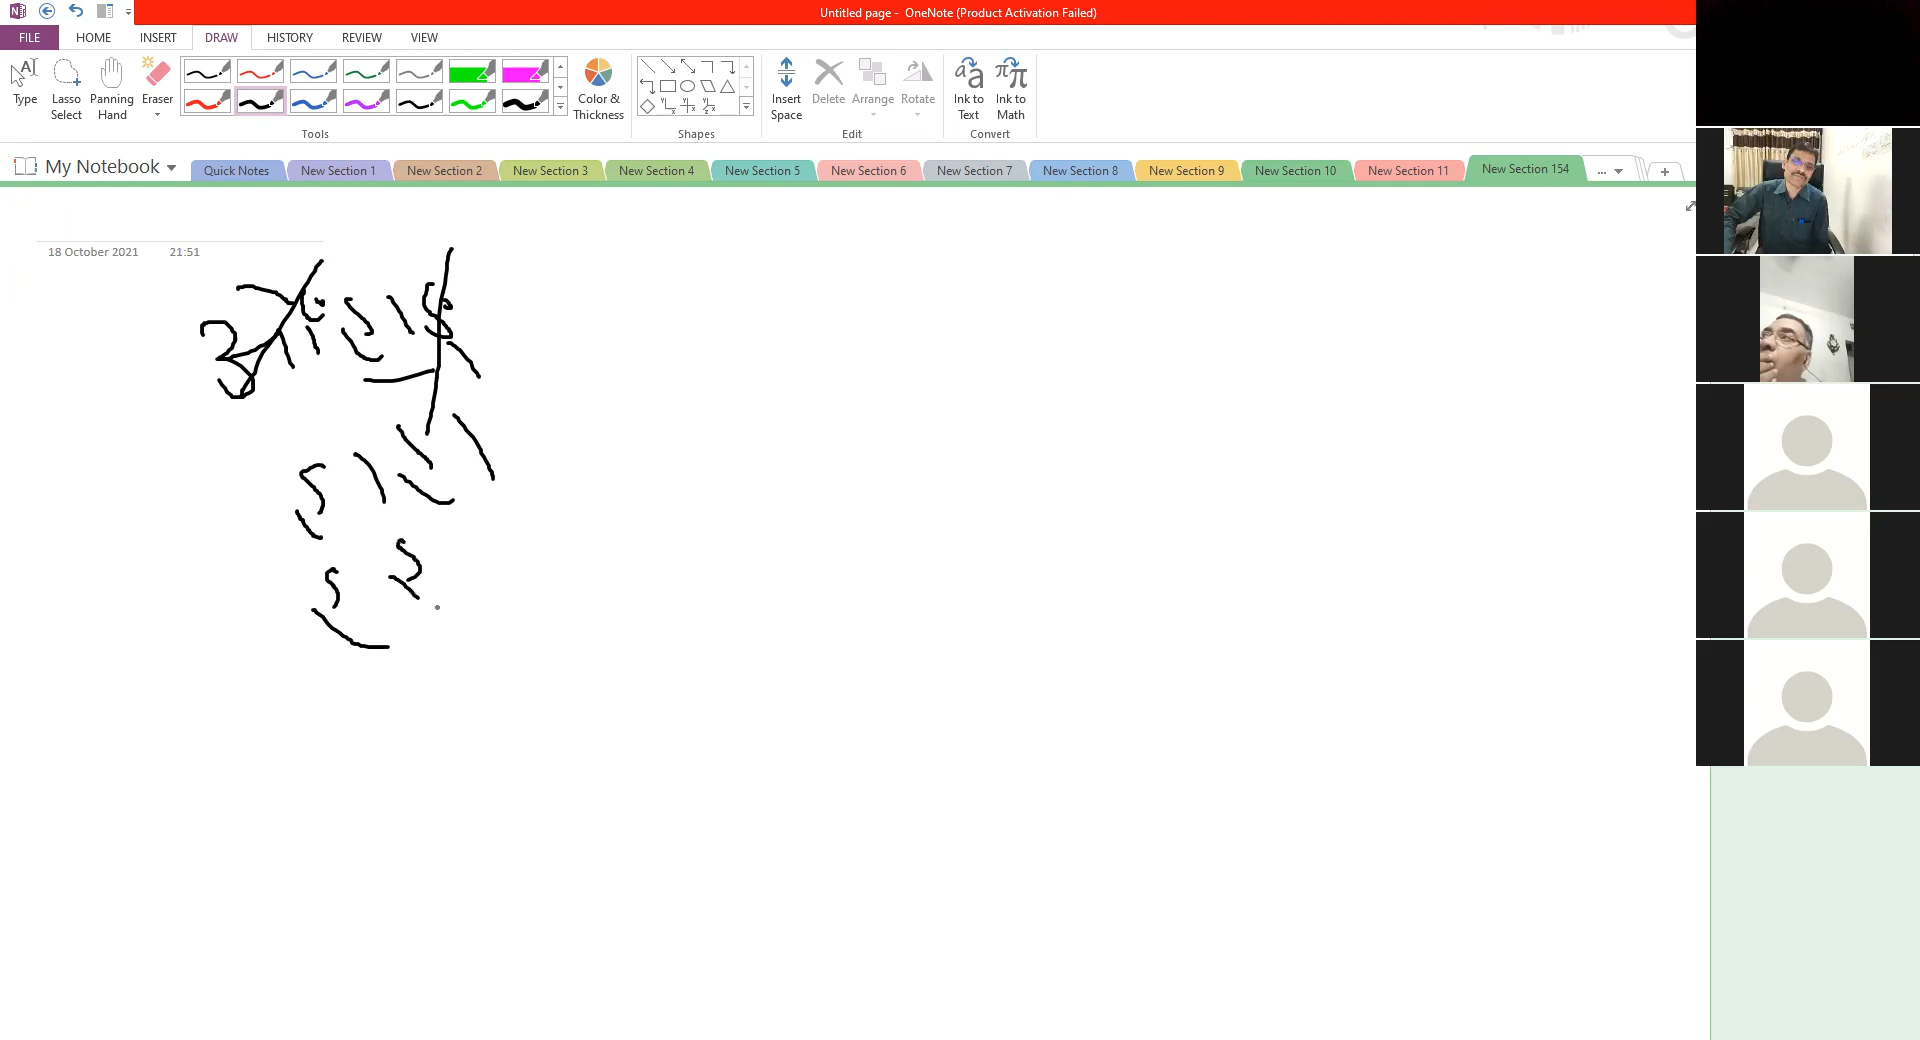 Untitled page - OneNote (Product Activation Failed)
FILE HOME INSERT DRAW HISTORY REVIEW VIEW
Type Lasso Select Panning Hand Eraser Color & Thickness Insert Space Delete Arrange Rotate Ink to Text Ink to Math
Tools Shapes Edit Convert
My Notebook Quick Notes New Section 1 New Section 2 New Section 3 New Section 4 New Section 5 New Section 6 New Section 7 New Section 8 New Section 9 New Section 10 New Section 11 New Section 154 ...
18 October 2021 21:51